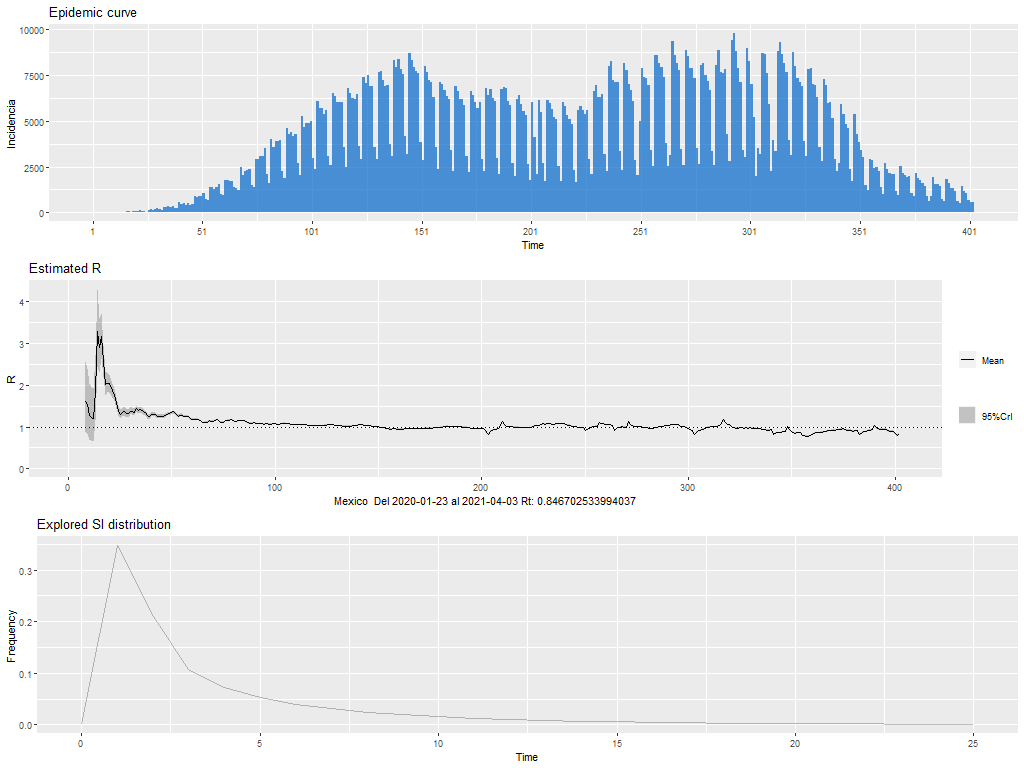 Epidemic curve
10000
7500
5000
2500
0
Incidencia
1 51 101 151 201 251 301 351 401
Time
Estimated R
4
3
2
1
0
R
Mean
95%CrI
0 100 200 300 400
Mexico  Del 2020-01-23 al 2021-04-03 Rt: 0.846702533994037
Explored SI distribution
0.3
0.2
0.1
0.0
Frequency
0 5 10 15 20 25
Time